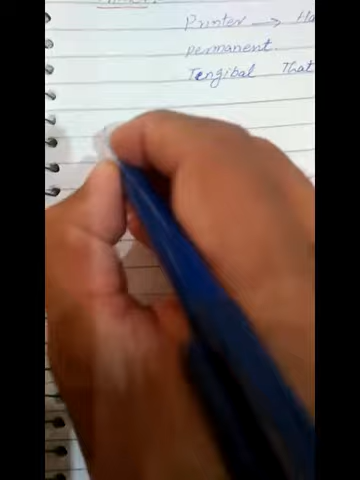 Printer → Ha
permanent.
Tengibal That